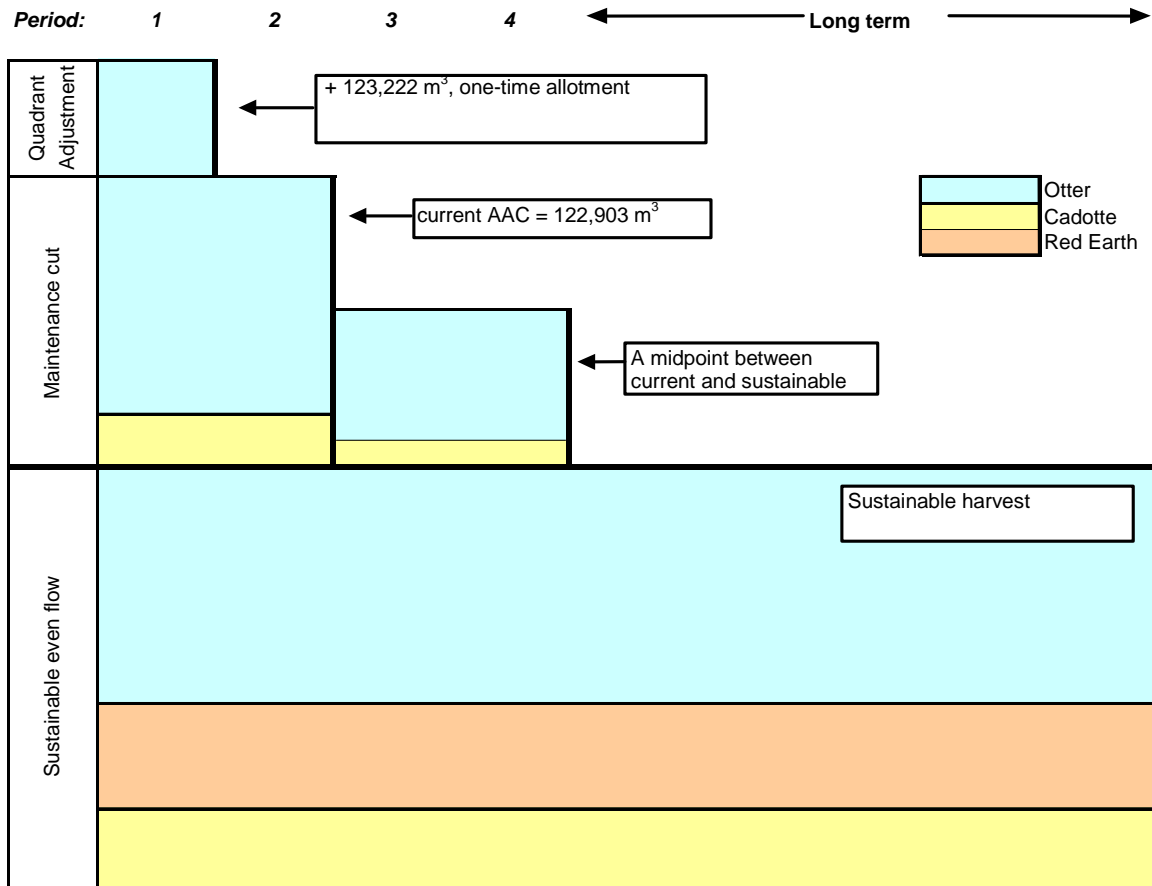 Period: 1 2 3 4 Long term
Quadrant
Adjustment
+ 123,222 m³, one-time allotment
Otter
Cadotte
Red Earth
Maintenance cut
current AAC = 122,903 m³
A midpoint between
current and sustainable
Sustainable even flow
Sustainable harvest